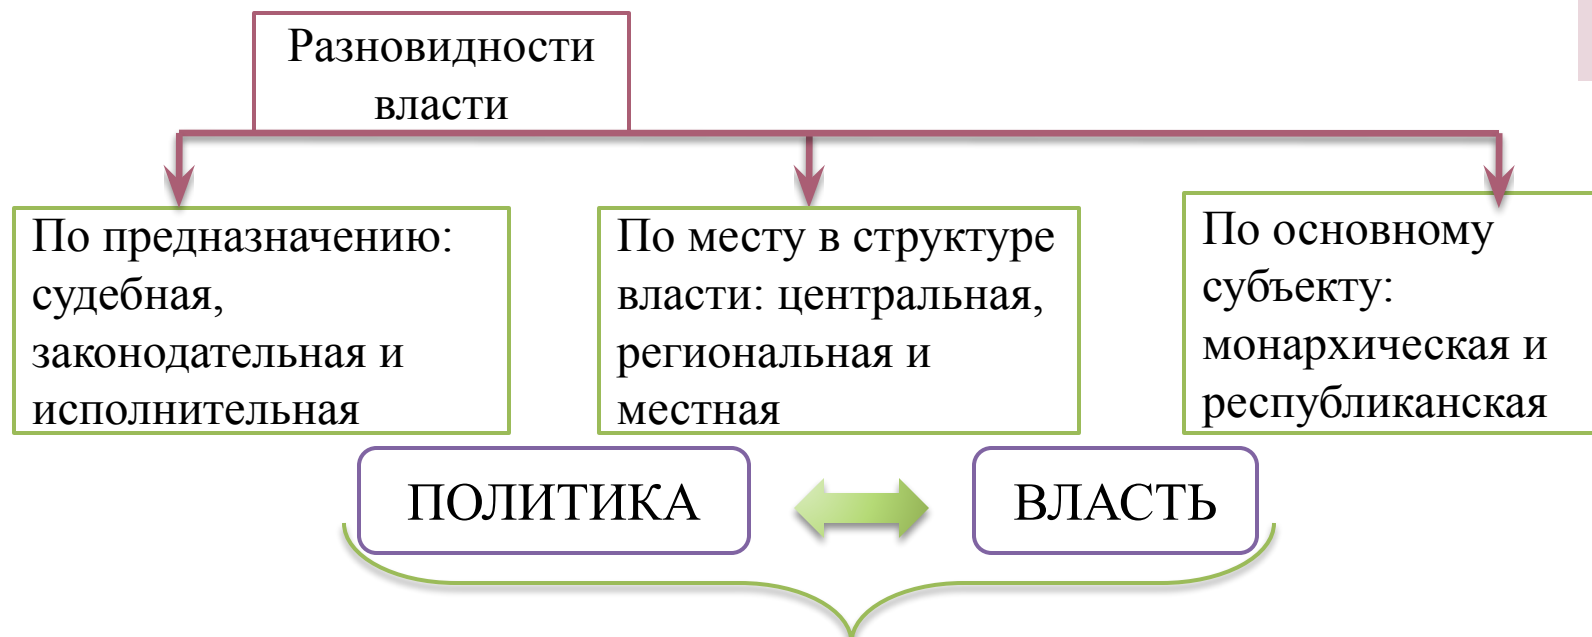 Разновидности
власти
По предназначению:
судебная,
законодательная и
исполнительная
По месту в структуре
власти: центральная,
региональная и
местная
По основному
субъекту:
монархическая и
республиканская
ПОЛИТИКА
ВЛАСТЬ